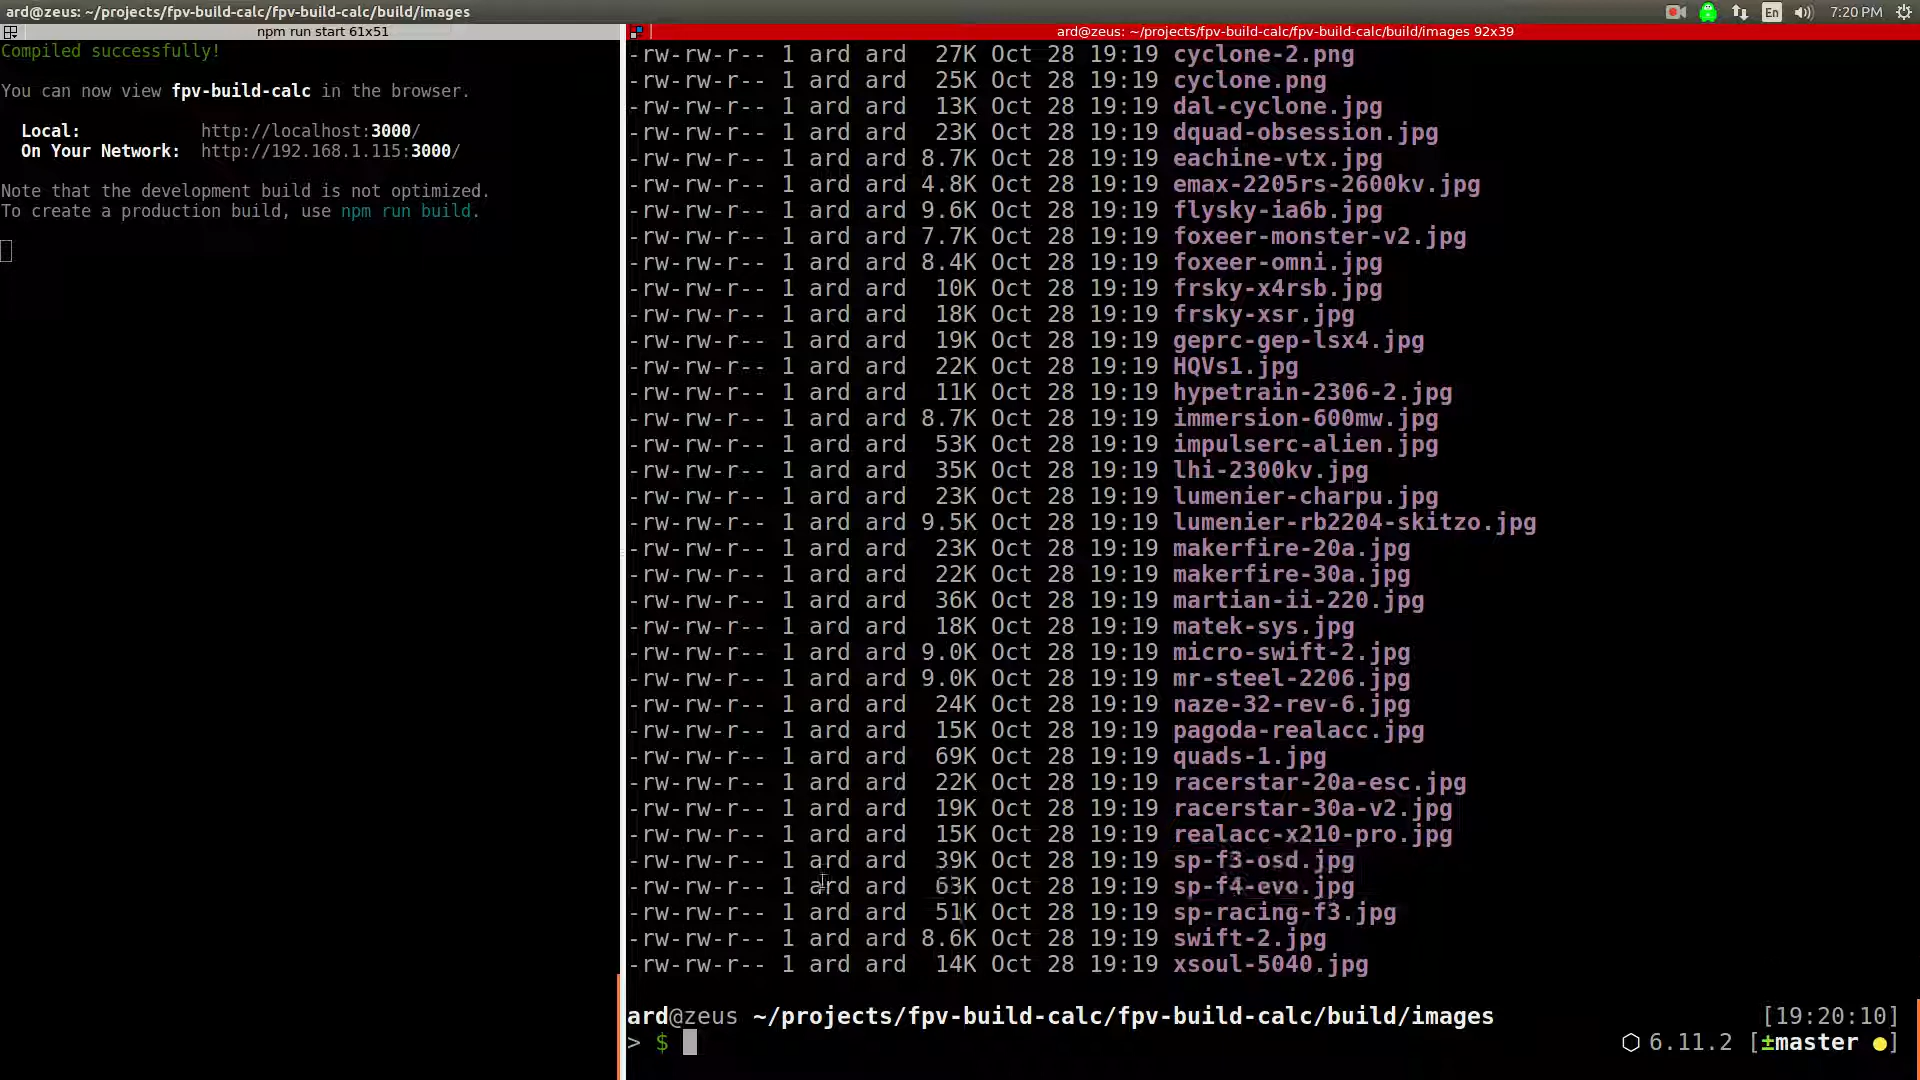 ard@zeus: ~/projects/fpv-build-calc/fpv-build-calc/build/images
En
7:20 PM
npm run start 61x51
Compiled successfully!
You can now view fpv-build-calc in the browser.
Local: http://localhost:3000/
On Your Network: http://192.168.1.115:3000/
Note that the development build is not optimized.
To create a production build, use npm run build.
ard@zeus: ~/projects/fpv-build-calc/fpv-build-calc/build/images 92x39
-rw-rw-r-- 1 ard ard 27K Oct 28 19:19 cyclone-2.png
-rw-rw-r-- 1 ard ard 25K Oct 28 19:19 cyclone.png
-rw-rw-r-- 1 ard ard 13K Oct 28 19:19 dal-cyclone.jpg
-rw-rw-r-- 1 ard ard 23K Oct 28 19:19 dquad-obsession.jpg
-rw-rw-r-- 1 ard ard 8.7K Oct 28 19:19 eachine-vtx.jpg
-rw-rw-r-- 1 ard ard 4.8K Oct 28 19:19 emax-2205rs-2600kv.jpg
-rw-rw-r-- 1 ard ard 9.6K Oct 28 19:19 flysky-ia6b.jpg
-rw-rw-r-- 1 ard ard 7.7K Oct 28 19:19 foxeer-monster-v2.jpg
-rw-rw-r-- 1 ard ard 8.4K Oct 28 19:19 foxeer-omni.jpg
-rw-rw-r-- 1 ard ard 10K Oct 28 19:19 frsky-x4rsb.jpg
-rw-rw-r-- 1 ard ard 18K Oct 28 19:19 frsky-xsr.jpg
-rw-rw-r-- 1 ard ard 19K Oct 28 19:19 geprc-gep-lsx4.jpg
-rw-rw-r-- 1 ard ard 22K Oct 28 19:19 HQVs1.jpg
-rw-rw-r-- 1 ard ard 11K Oct 28 19:19 hypetrain-2306-2.jpg
-rw-rw-r-- 1 ard ard 8.7K Oct 28 19:19 immersion-600mw.jpg
-rw-rw-r-- 1 ard ard 53K Oct 28 19:19 impulserc-alien.jpg
-rw-rw-r-- 1 ard ard 35K Oct 28 19:19 lhi-2300kv.jpg
-rw-rw-r-- 1 ard ard 23K Oct 28 19:19 lumenier-charpu.jpg
-rw-rw-r-- 1 ard ard 9.5K Oct 28 19:19 lumenier-rb2204-skitzo.jpg
-rw-rw-r-- 1 ard ard 23K Oct 28 19:19 makerfire-20a.jpg
-rw-rw-r-- 1 ard ard 22K Oct 28 19:19 makerfire-30a.jpg
-rw-rw-r-- 1 ard ard 36K Oct 28 19:19 martian-ii-220.jpg
-rw-rw-r-- 1 ard ard 18K Oct 28 19:19 matek-sys.jpg
-rw-rw-r-- 1 ard ard 9.0K Oct 28 19:19 micro-swift-2.jpg
-rw-rw-r-- 1 ard ard 9.0K Oct 28 19:19 mr-steel-2206.jpg
-rw-rw-r-- 1 ard ard 24K Oct 28 19:19 naze-32-rev-6.jpg
-rw-rw-r-- 1 ard ard 15K Oct 28 19:19 pagoda-realacc.jpg
-rw-rw-r-- 1 ard ard 69K Oct 28 19:19 quads-1.jpg
-rw-rw-r-- 1 ard ard 22K Oct 28 19:19 racerstar-20a-esc.jpg
-rw-rw-r-- 1 ard ard 19K Oct 28 19:19 racerstar-30a-v2.jpg
-rw-rw-r-- 1 ard ard 15K Oct 28 19:19 realacc-x210-pro.jpg
-rw-rw-r-- 1 ard ard 39K Oct 28 19:19 sp-f3-osd.jpg
-rw-rw-r-- 1 ard ard 63K Oct 28 19:19 sp-f4-evo.jpg
-rw-rw-r-- 1 ard ard 51K Oct 28 19:19 sp-racing-f3.jpg
-rw-rw-r-- 1 ard ard 8.6K Oct 28 19:19 swift-2.jpg
-rw-rw-r-- 1 ard ard 14K Oct 28 19:19 xsoul-5040.jpg
ard@zeus ~/projects/fpv-build-calc/fpv-build-calc/build/images [19:20:10]
> $ ⬡ 6.11.2 [±master ●]